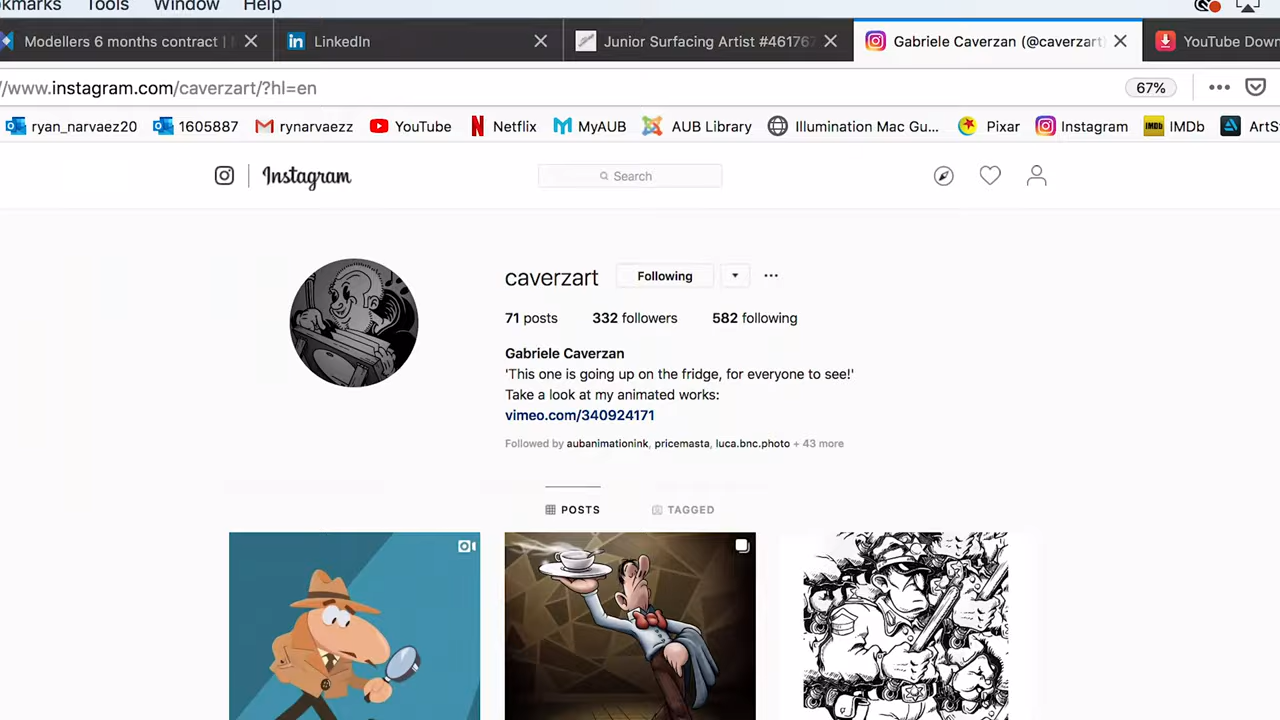 Tools Window Help
Modellers 6 months contract |
LinkedIn
Junior Surfacing Artist #46176
Gabriele Caverzan (@caverzart)
YouTube Down
//www.instagram.com/caverzart/?hl=en
67%
ryan_narvaez20 1605887 rynarvaezz YouTube Netflix MyAUB AUB Library Illumination Mac Gu... Pixar Instagram IMDb ArtS
Instagram
Search
caverzart Following
71 posts 332 followers 582 following
Gabriele Caverzan
'This one is going up on the fridge, for everyone to see!'
Take a look at my animated works:
vimeo.com/340924171
Followed by aubanimationink, pricemasta, luca.bnc.photo + 43 more
POSTS TAGGED